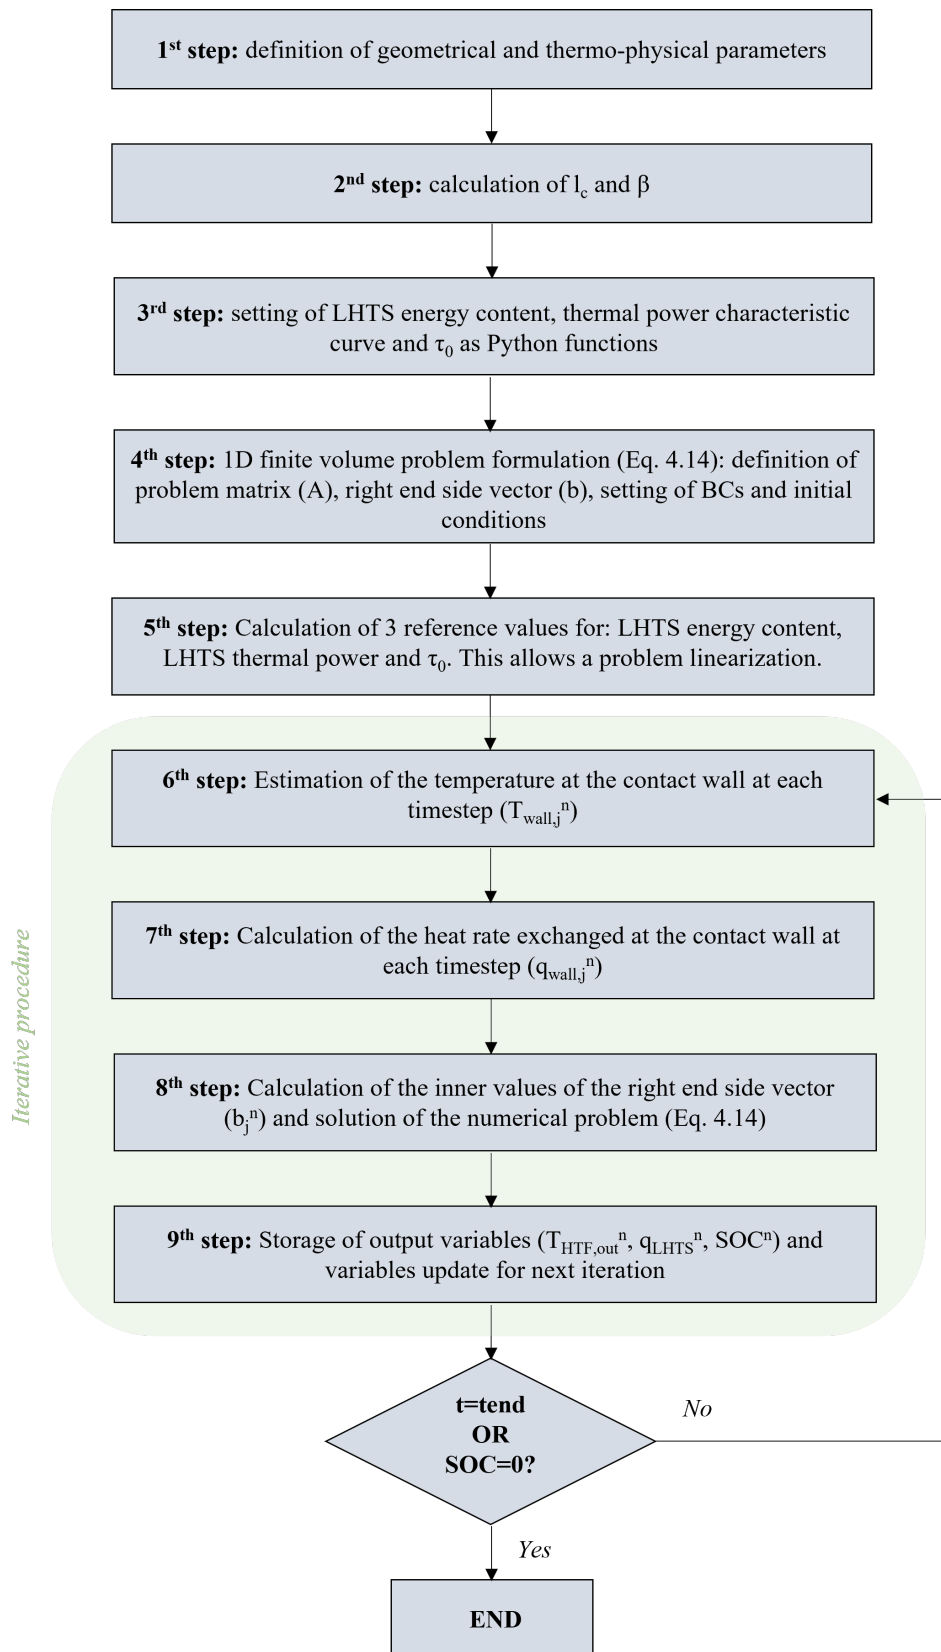 1st step: definition of geometrical and thermo-physical parameters
2nd step: calculation of lc and β
3rd step: setting of LHTS energy content, thermal power characteristic
curve and τ0 as Python functions
4th step: 1D finite volume problem formulation (Eq. 4.14): definition of
problem matrix (A), right end side vector (b), setting of BCs and initial
conditions
5th step: Calculation of 3 reference values for: LHTS energy content,
LHTS thermal power and τ0. This allows a problem linearization.
Iterative procedure
6th step: Estimation of the temperature at the contact wall at each
timestep (Twall,jn)
7th step: Calculation of the heat rate exchanged at the contact wall at
each timestep (qwall,jn)
8th step: Calculation of the inner values of the right end side vector
(bjn) and solution of the numerical problem (Eq. 4.14)
9th step: Storage of output variables (THTF,outn, qLHTSn, SOCn) and
variables update for next iteration
t=tend
OR
SOC=0?
No
Yes
END